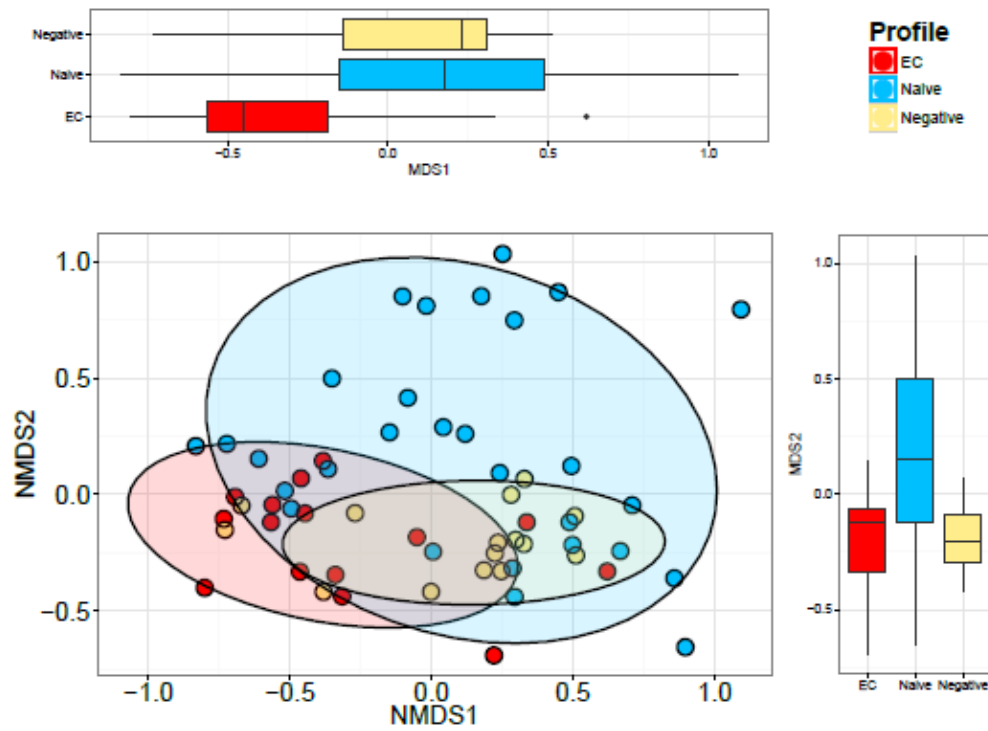 Negative
Naive
EC
−0.5 0.0 0.5 1.0
MDS1
Profile
EC
Naive
Negative
1.0
0.5
0.0
−0.5
NMDS2
−1.0 −0.5 0.0 0.5 1.0
NMDS1
1.0
0.5
0.0
−0.5
MDS2
EC Naive Negative